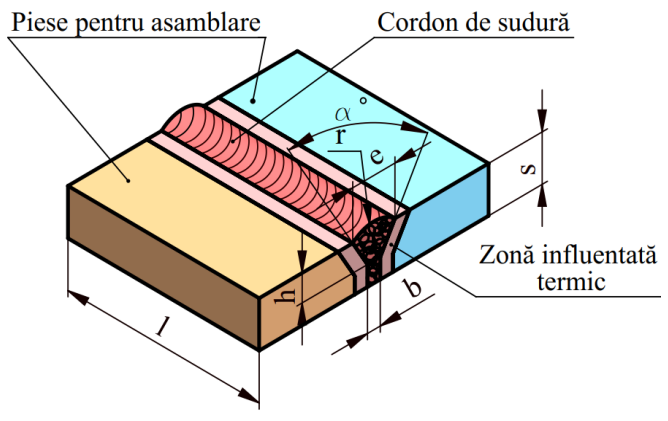 Piese pentru asamblare
Cordon de sudură
α°
r
e
s
Zonă influentată
termic
h
b
l